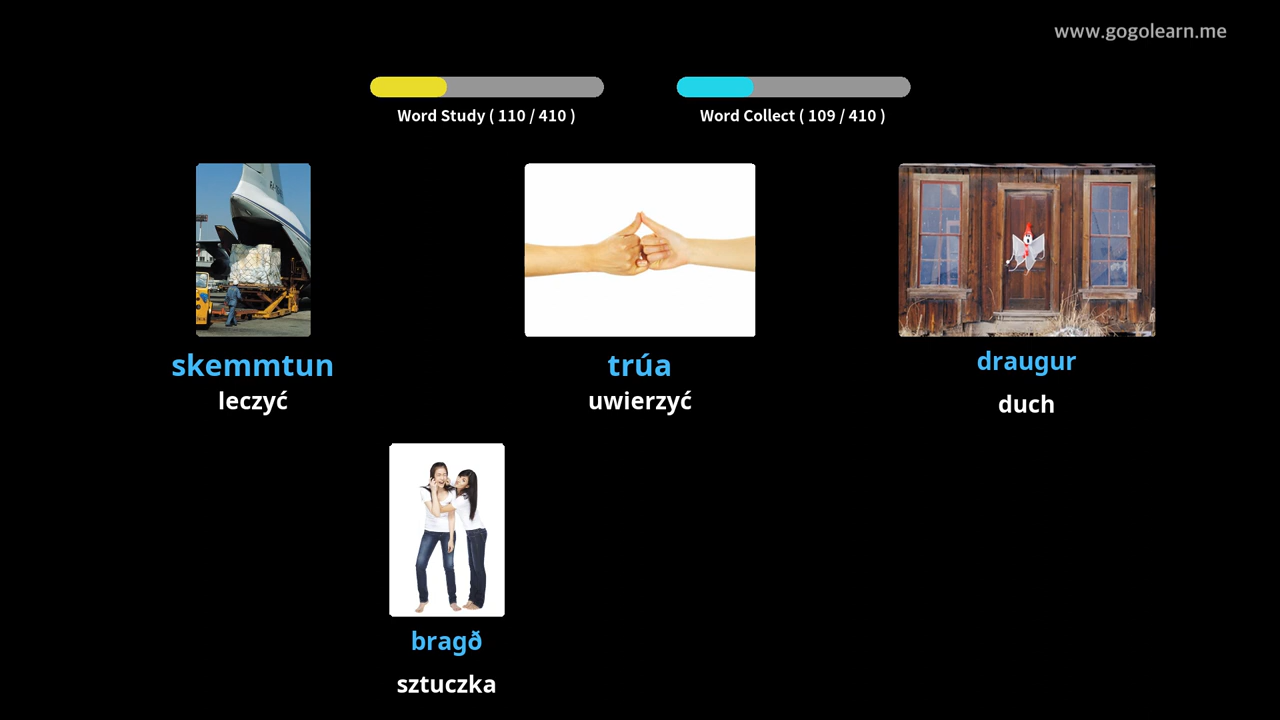 www.gogolearn.me
Word Study ( 110 / 410 )
Word Collect ( 109 / 410 )
skemmtun
leczyć
trúa
uwierzyć
draugur
duch
bragð
sztuczka